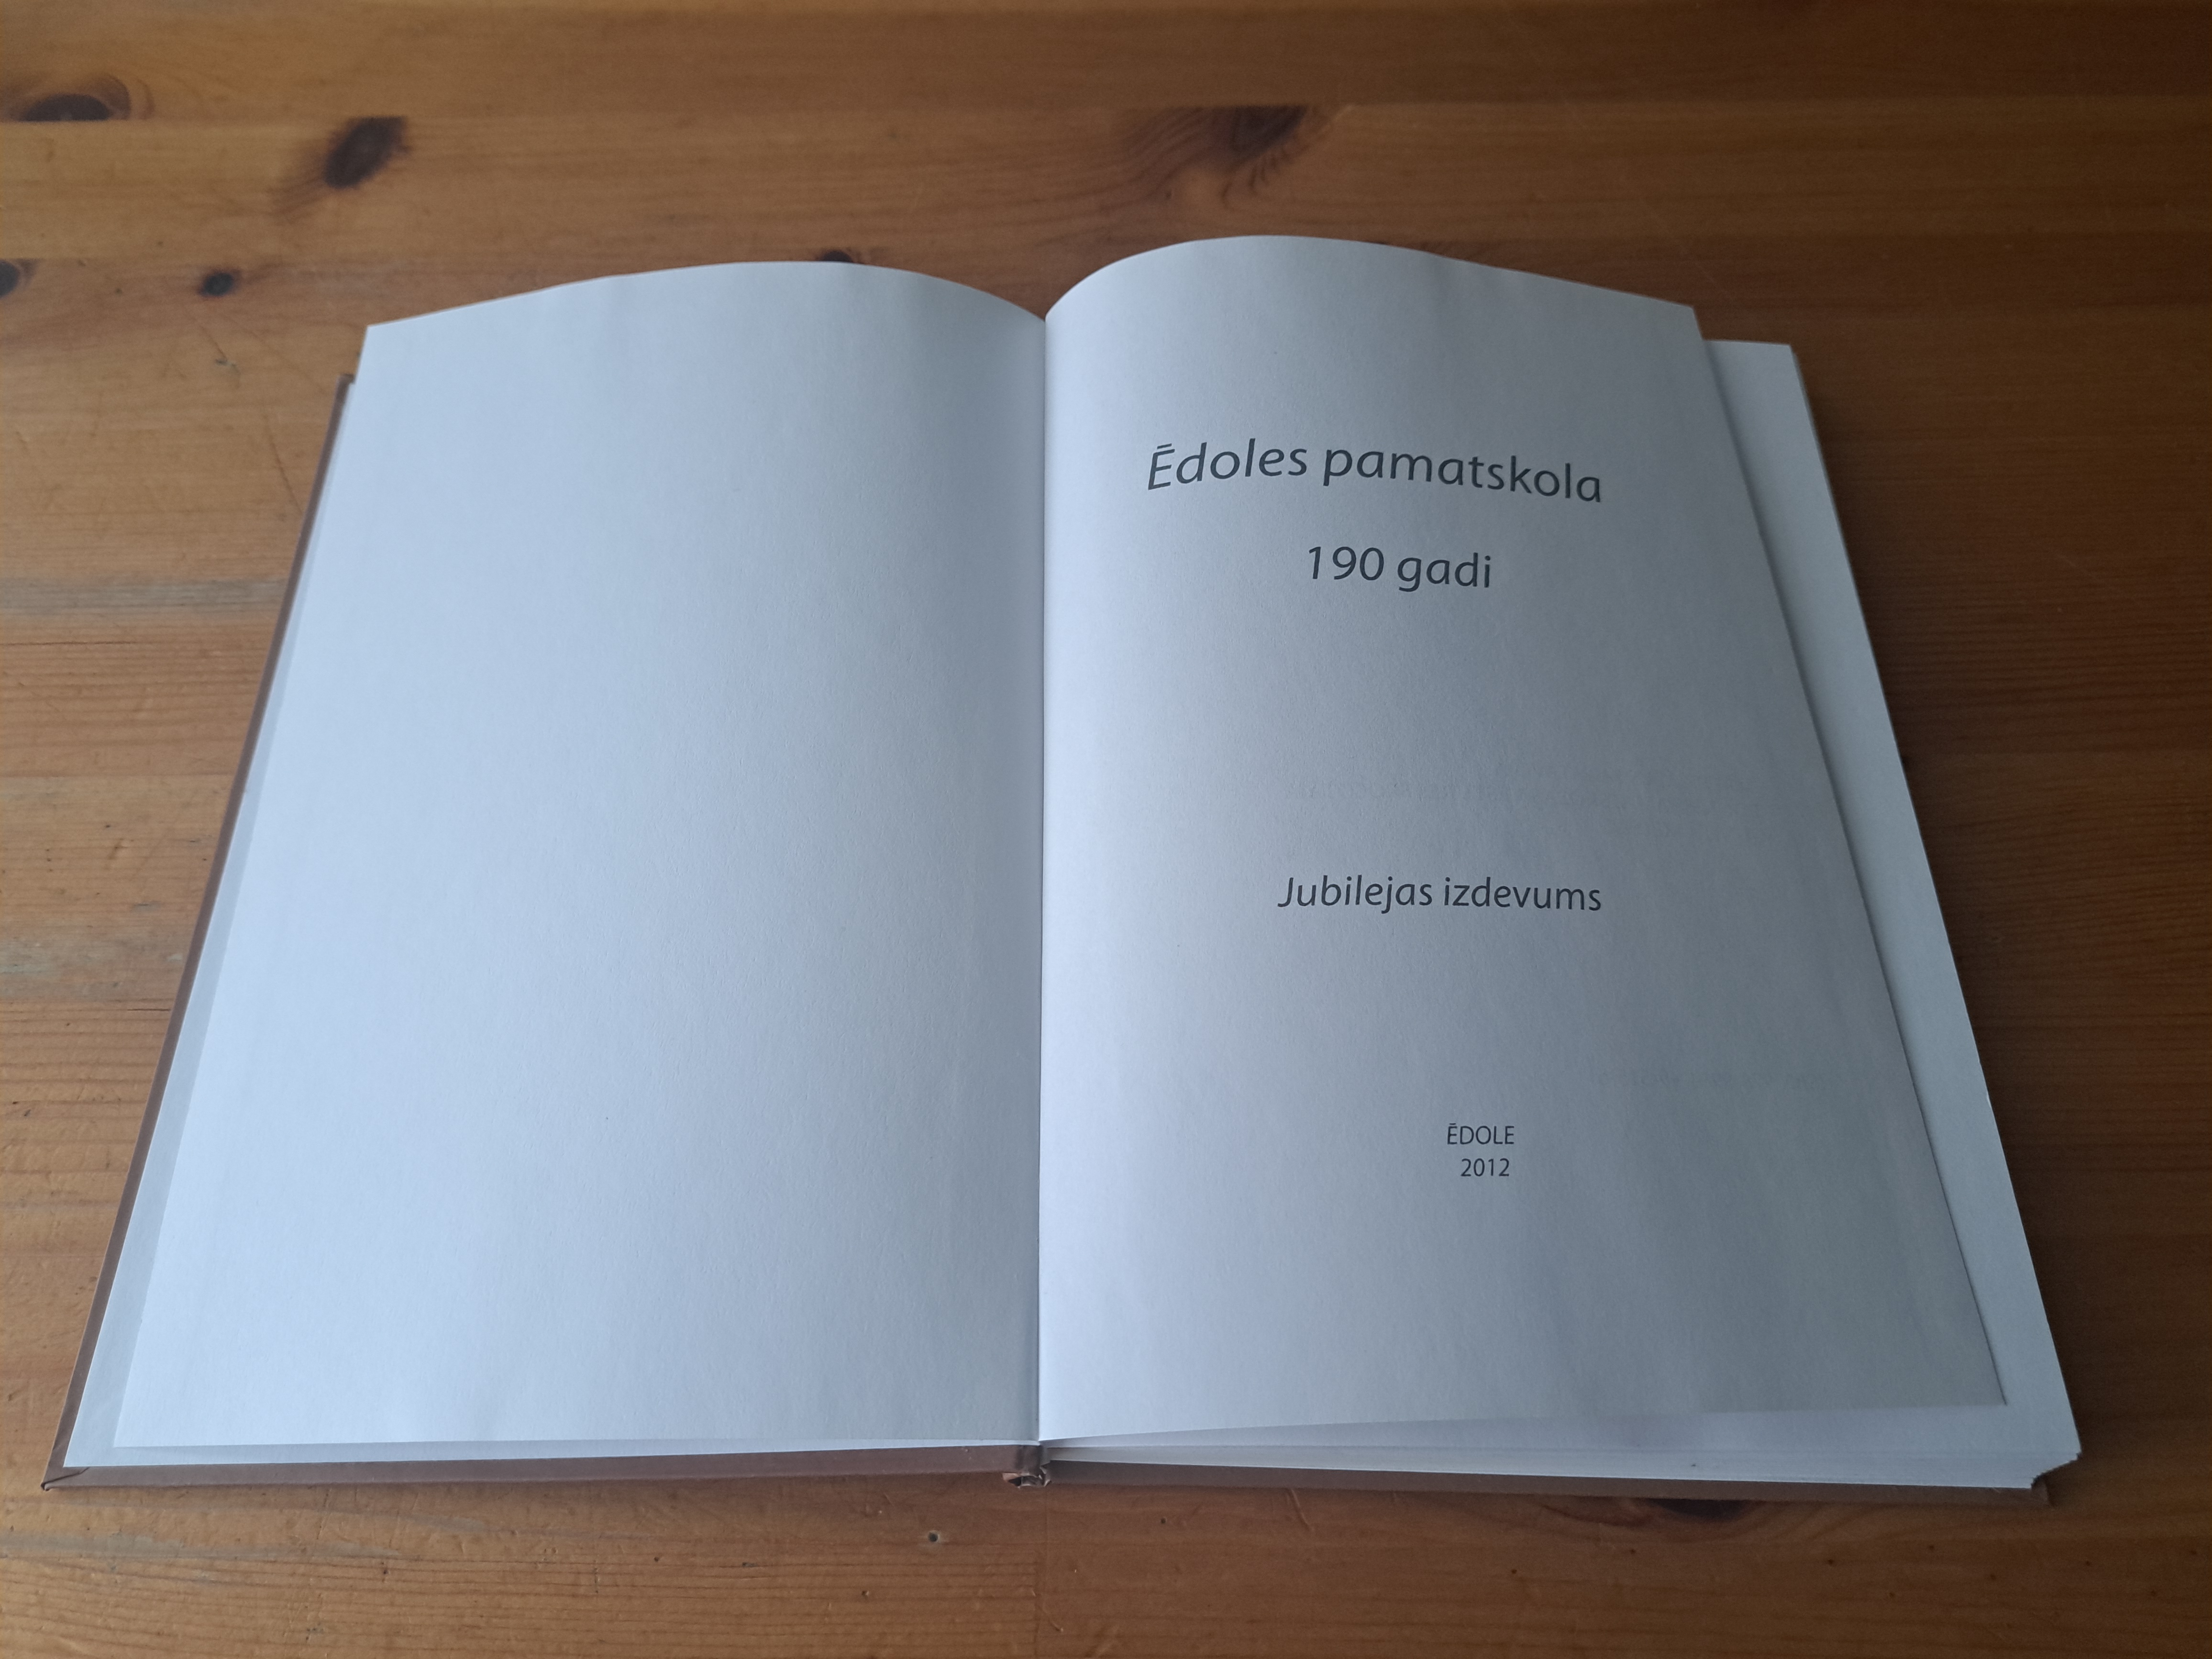 Ēdoles pamatskola
190 gadi
Jubilejas izdevums
ĒDOLE
2012